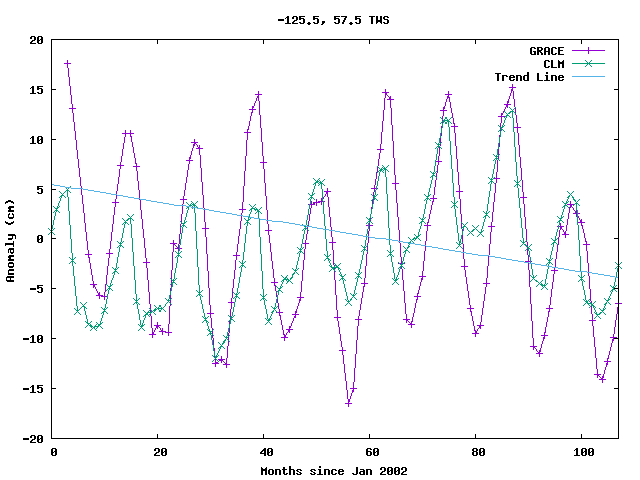 -125.5, 57.5 TWS
GRACE
CLM
Trend Line
20
15
10
5
0
-5
-10
-15
-20
Anomaly (cm)
0 20 40 60 80 100
Months since Jan 2002